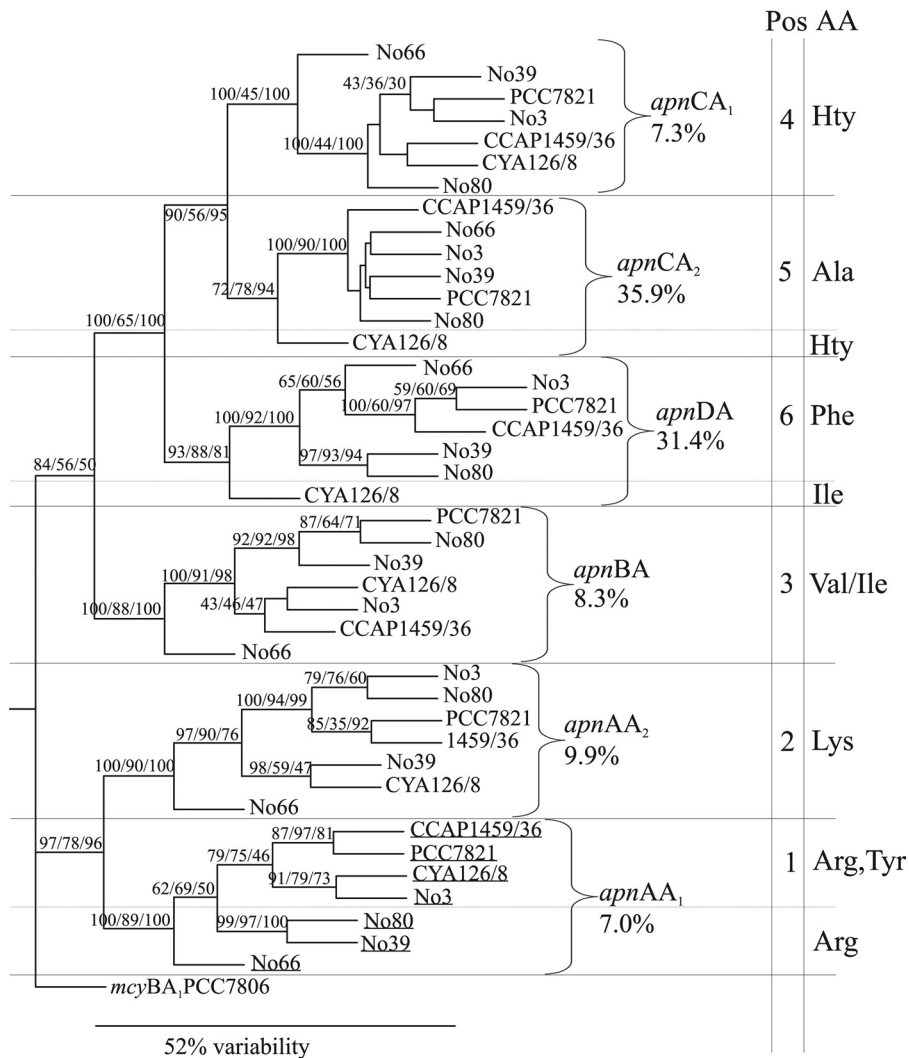 Pos AA
No66
No39
43/36/30
PCC7821
100/45/100
No3
apnCA1
7.3%
4
Hty
100/44/100
CCAP1459/36
CYA126/8
No80
90/56/95
CCAP1459/36
No66
100/90/100
No3
No39
apnCA2
35.9%
5
Ala
72/78/94
PCC7821
No80
100/65/100
CYA126/8
Hty
No66
65/60/56
59/60/69
No3
100/60/97
PCC7821
100/92/100
CCAP1459/36
apnDA
31.4%
6
Phe
93/88/81
97/93/94
No39
No80
84/56/50
CYA126/8
Ile
87/64/71
PCC7821
No80
92/92/98
No39
100/91/98
CYA126/8
apnBA
8.3%
3
Val/Ile
43/46/47
No3
100/88/100
CCAP1459/36
No66
79/76/60
No3
No80
100/94/99
PCC7821
85/35/92
1459/36
apnAA2
9.9%
2
Lys
97/90/76
No39
98/59/47
CYA126/8
100/90/100
No66
87/97/81
CCAP1459/36
PCC7821
97/78/96
79/75/46
CYA126/8
91/79/73
No3
apnAA1
7.0%
1
Arg,Tyr
62/69/50
No80
99/97/100
No39
100/89/100
No66
Arg
mcyBA1PCC7806
52% variability